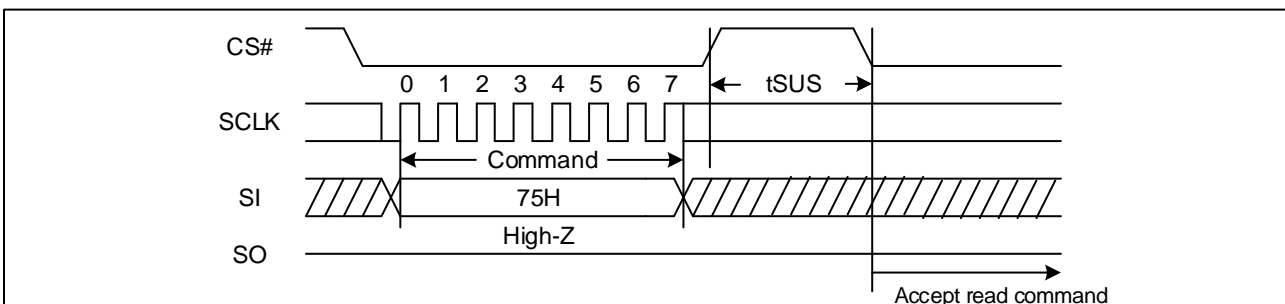 CS#
tSUS
0 1 2 3 4 5 6 7
SCLK
Command
SI
75H
High-Z
SO
Accept read command